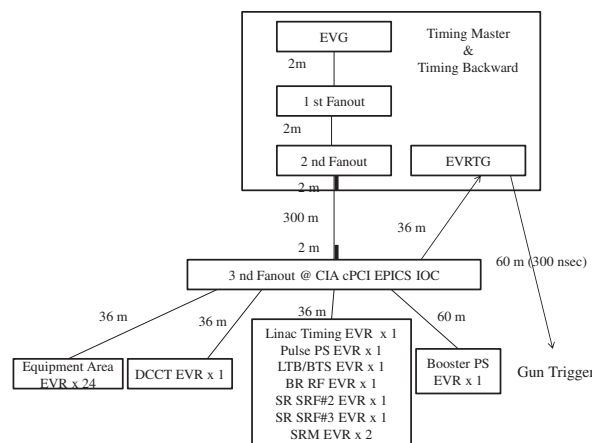 EVG
Timing Master
&
Timing Backward
2m
1 st Fanout
2m
2 nd Fanout
EVRTG
2 m
300 m
36 m
2 m
60 m (300 nsec)
3 nd Fanout @ CIA cPCI EPICS IOC
36 m
36 m
36 m
60 m
Linac Timing EVR x 1
Pulse PS EVR x 1
LTB/BTS EVR x 1
BR RF EVR x 1
SR SRF#2 EVR x 1
SR SRF#3 EVR x 1
SRM EVR x 2
Equipment Area
EVR x 24
DCCT EVR x 1
Booster PS
EVR x 1
Gun Trigger